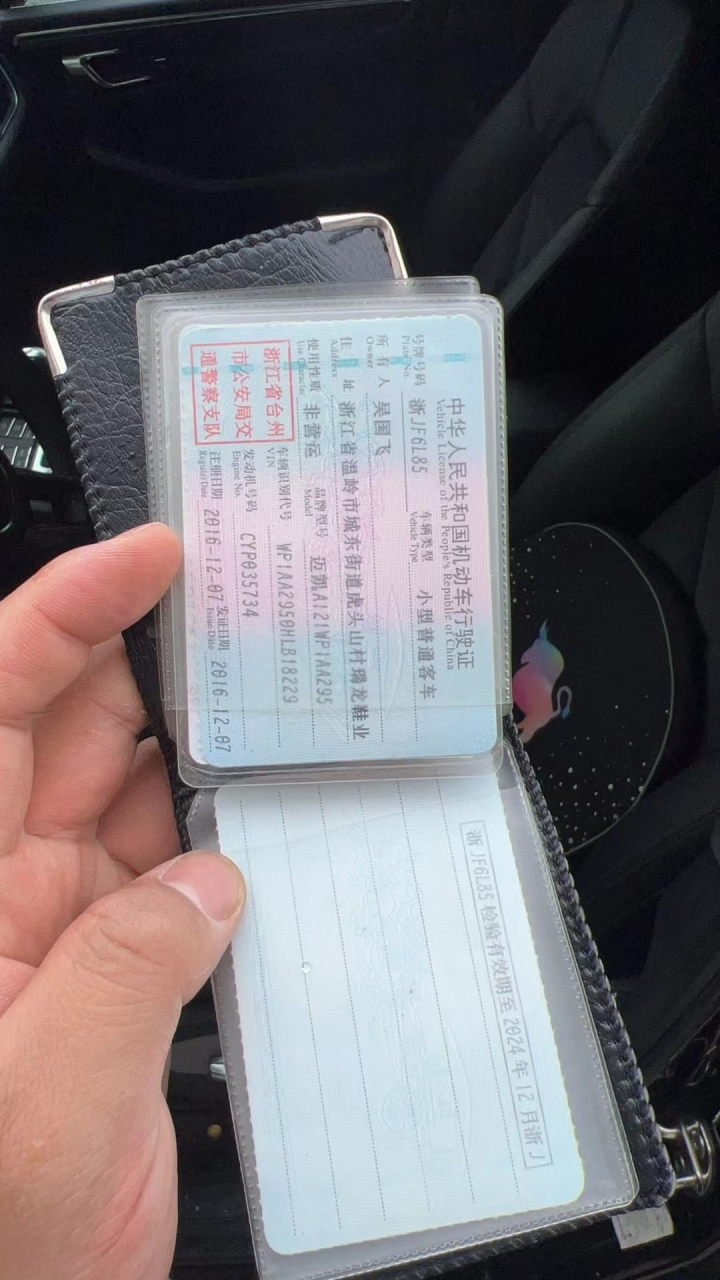 中华人民共和国机动车行驶证
Vehicle License of the People's Republic of China
号牌号码 浙JF6L85 车辆类型 小型普通客车
Plate No. Vehicle Type
所有人 吴国飞
Owner
住址 浙江省温岭市城东街道虎头山村瑞龙鞋业
Address
使用性质 非营运 品牌型号 迈凯A121WP1AA295
Use Character Model
浙江省台州
市公安局交
通警察支队
车辆识别代号 WP1AA2950HLB18229
VIN
发动机号码 CYP035734
Engine No.
注册日期 2016-12-07 发证日期 2016-12-07
Register Date Issue Date
浙JF6L85检验有效期至2024年12月浙J